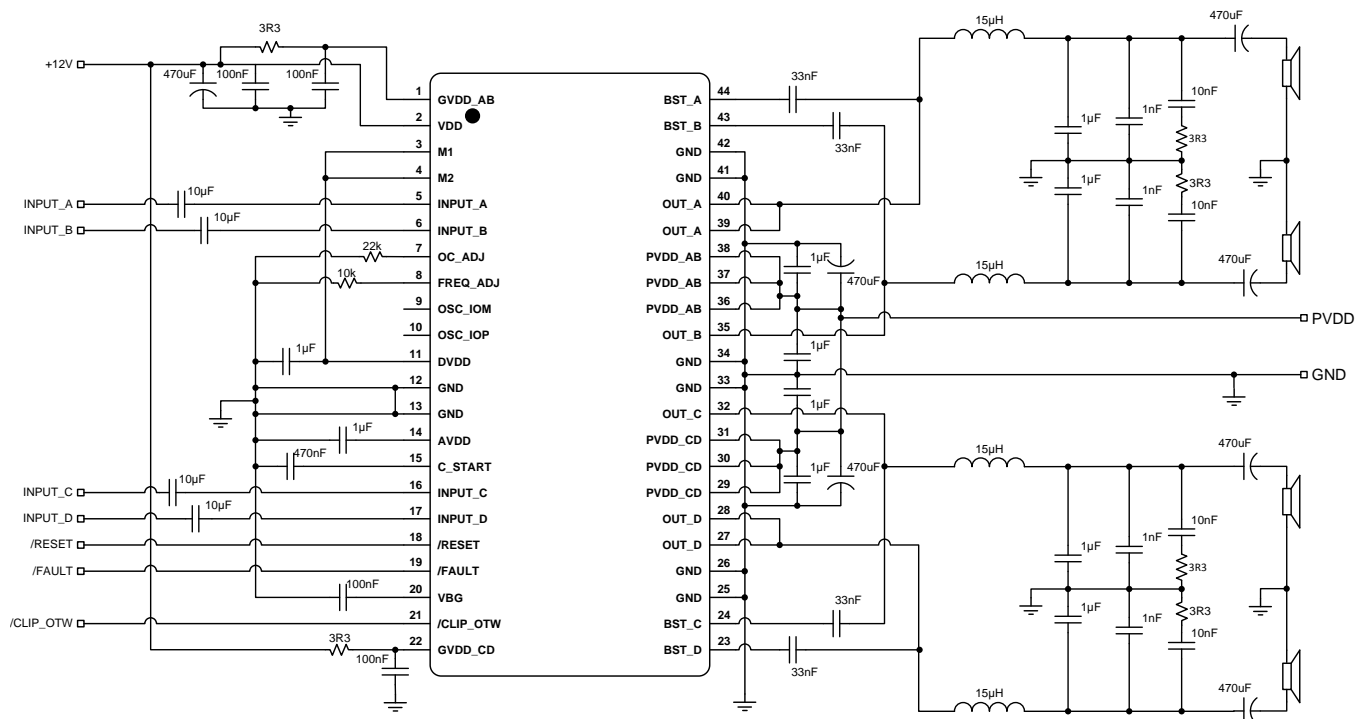 3R3
+12V
470uF
100nF
100nF
1
GVDD_AB
2
VDD
3
M1
4
M2
10µF
INPUT_A
5
INPUT_A
10µF
INPUT_B
6
INPUT_B
22k
7
OC_ADJ
10k
8
FREQ_ADJ
9
OSC_IOM
10
OSC_IOP
1µF
11
DVDD
12
GND
13
GND
1µF
14
AVDD
470nF
15
C_START
10µF
INPUT_C
16
INPUT_C
10µF
INPUT_D
17
INPUT_D
/RESET
18
/RESET
/FAULT
19
/FAULT
100nF
20
VBG
/CLIP_OTW
21
/CLIP_OTW
3R3
100nF
22
GVDD_CD
44
BST_A
33nF
43
BST_B
33nF
42
GND
41
GND
40
OUT_A
39
OUT_A
38
PVDD_AB
1µF
37
PVDD_AB
470uF
36
PVDD_AB
35
OUT_B
1µF
34
GND
33
GND
1µF
32
OUT_C
31
PVDD_CD
30
PVDD_CD
1µF
470uF
29
PVDD_CD
28
OUT_D
27
OUT_D
26
GND
25
GND
24
BST_C
33nF
23
BST_D
33nF
15µH
470uF
10nF
1nF
1µF
3R3
1µF
3R3
1nF
10nF
15µH
470uF
PVDD
GND
15µH
470uF
10nF
1nF
1µF
3R3
1µF
3R3
1nF
10nF
15µH
470uF